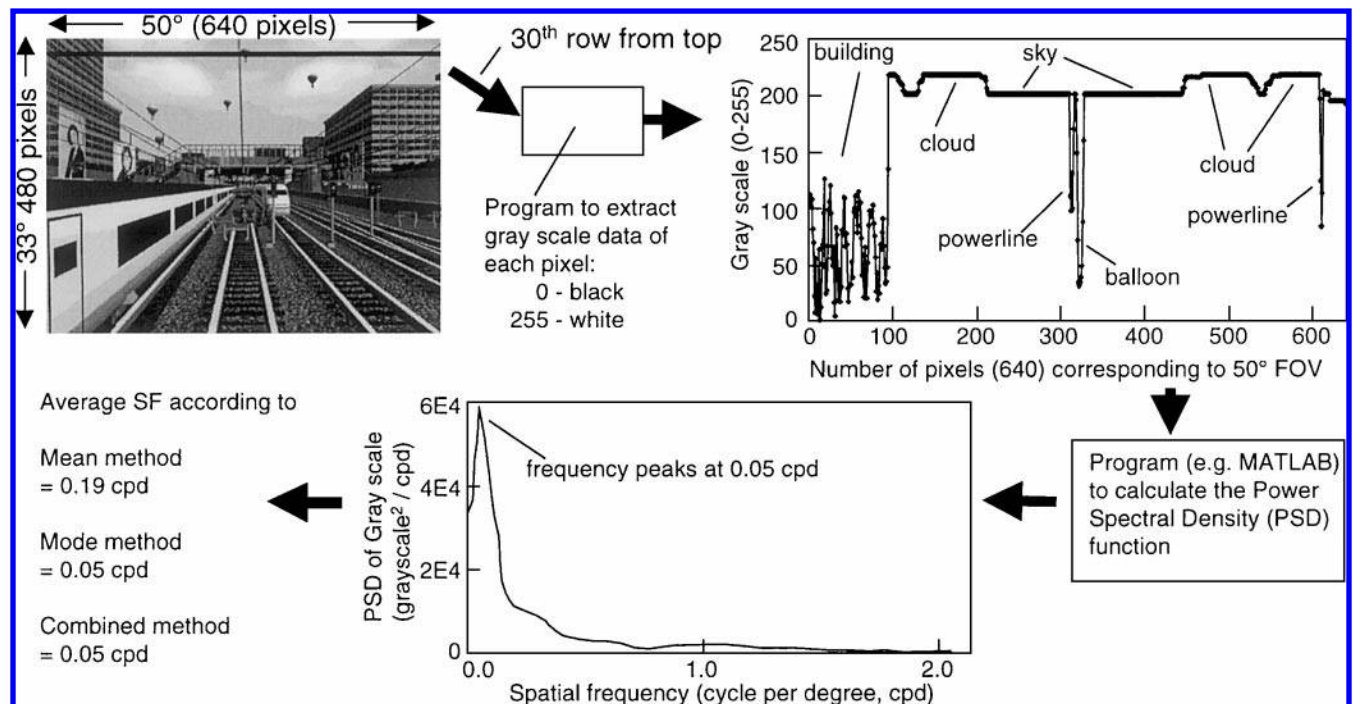 50° (640 pixels)
33° 480 pixels
30th row from top
Program to extract
gray scale data of
each pixel:
0 - black
255 - white
Gray scale (0-255)
250
200
150
100
50
0
building
sky
cloud
cloud
powerline
powerline
balloon
0 100 200 300 400 500 600
Number of pixels (640) corresponding to 50° FOV
Program (e.g. MATLAB)
to calculate the Power
Spectral Density (PSD)
function
PSD of Gray scale
(grayscale² / cpd)
6E4
4E4
2E4
0
frequency peaks at 0.05 cpd
0.0 1.0 2.0
Spatial frequency (cycle per degree, cpd)
Average SF according to
Mean method
= 0.19 cpd
Mode method
= 0.05 cpd
Combined method
= 0.05 cpd